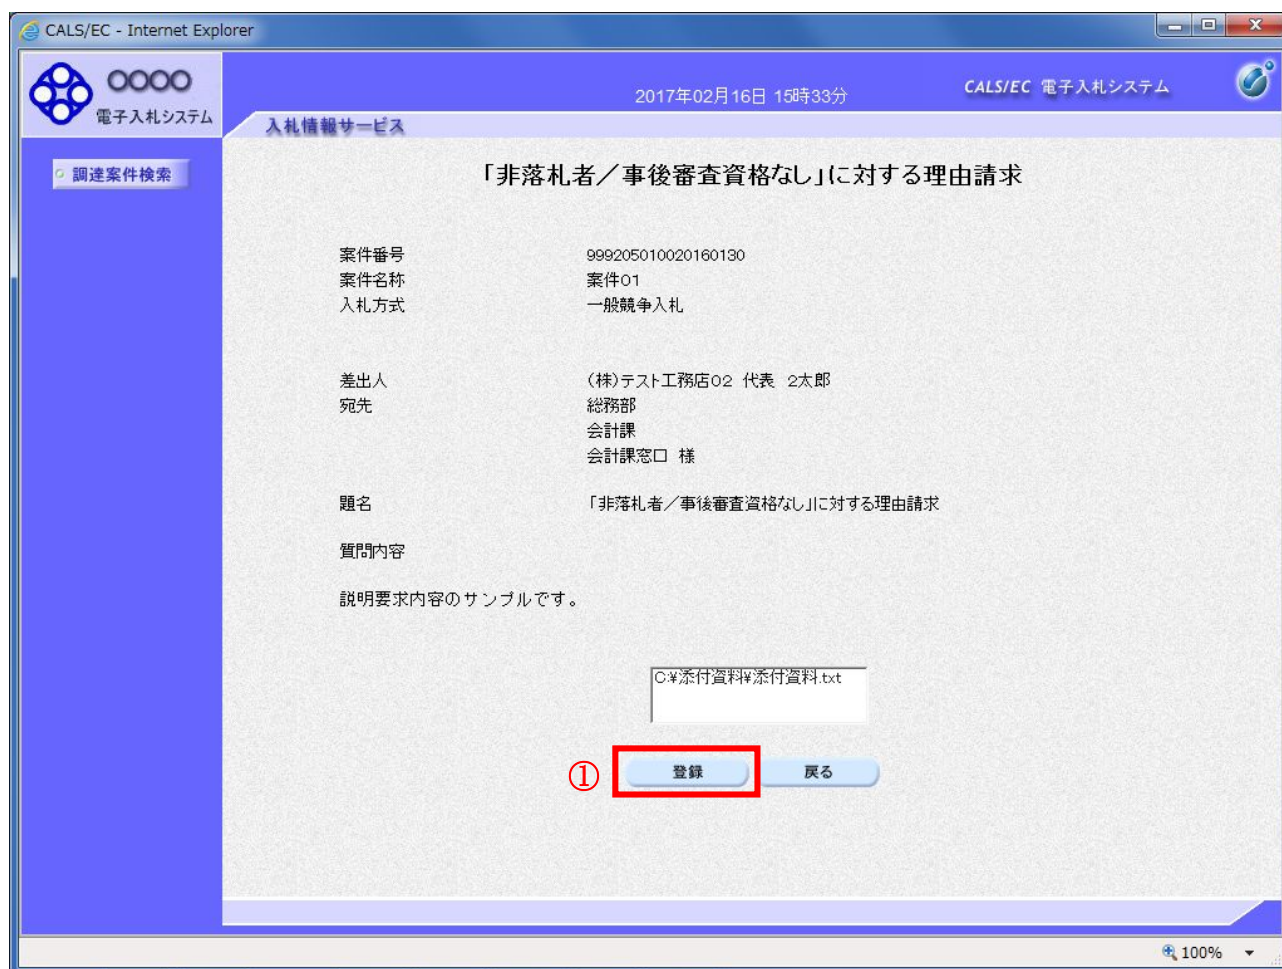 CALS/EC - Internet Explorer
○○○○
電子入札システム
2017年02月16日 15時33分
CALS/EC 電子入札システム
入札情報サービス
調達案件検索
「非落札者／事後審査資格なし」に対する理由請求
案件番号 999205010020160130
案件名称 案件01
入札方式 一般競争入札
差出人 (株)テスト工務店02 代表 2太郎
宛先 総務部
会計課
会計課窓口 様
題名 「非落札者／事後審査資格なし」に対する理由請求
質問内容
説明要求内容のサンプルです。
C:¥添付資料¥添付資料.txt
① 登録 戻る
100%